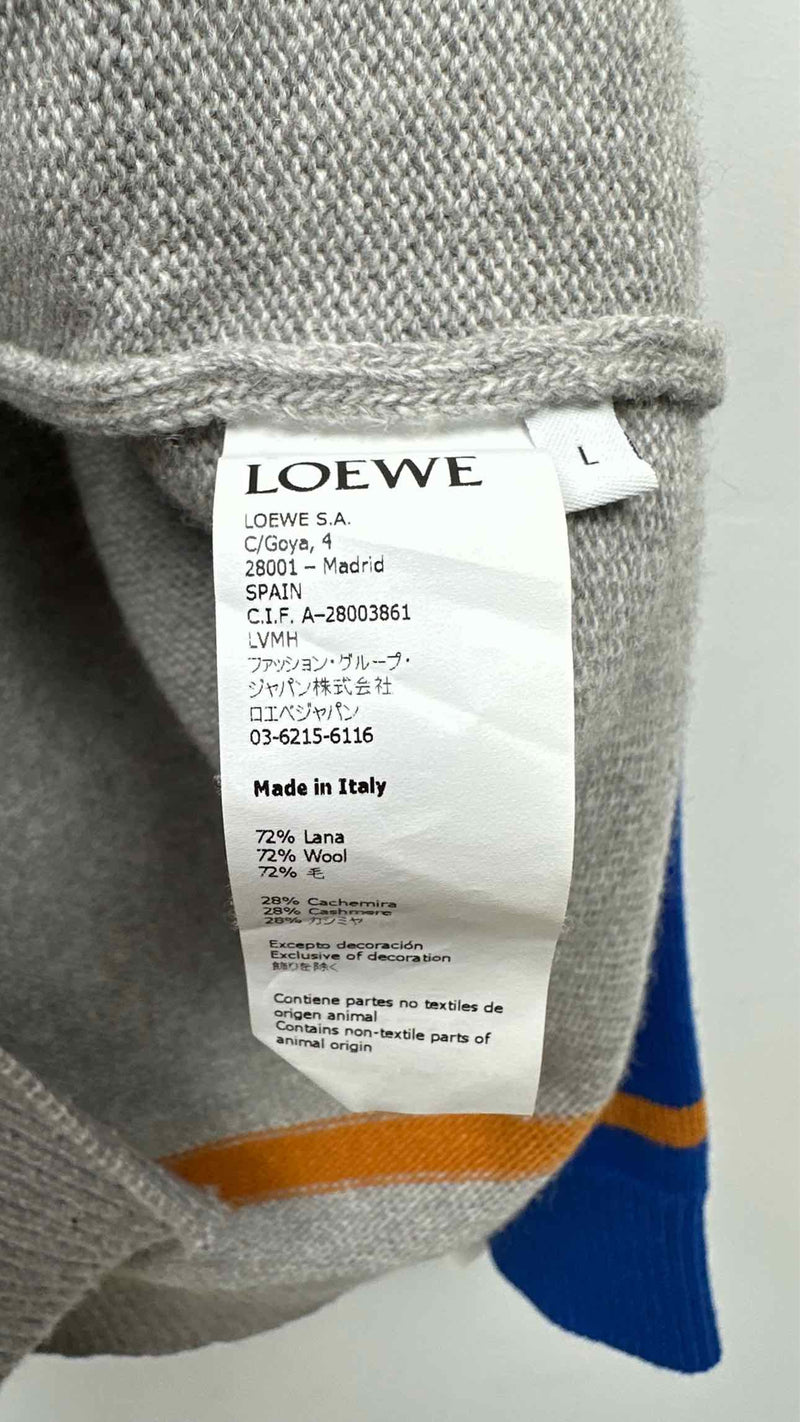 L
LOEWE
LOEWE S.A.
C/Goya, 4
28001 – Madrid
SPAIN
C.I.F. A–28003861
LVMH
ファッション・グループ・
ジャパン株式会社
ロエベジャパン
03-6215-6116
Made in Italy
72% Lana
72% Wool
72% 毛
28% Cachemira
28% Cashmere
28% カシミヤ
Excepto decoración
Exclusive of decoration
飾りを除く
Contiene partes no textiles de
origen animal
Contains non-textile parts of
animal origin